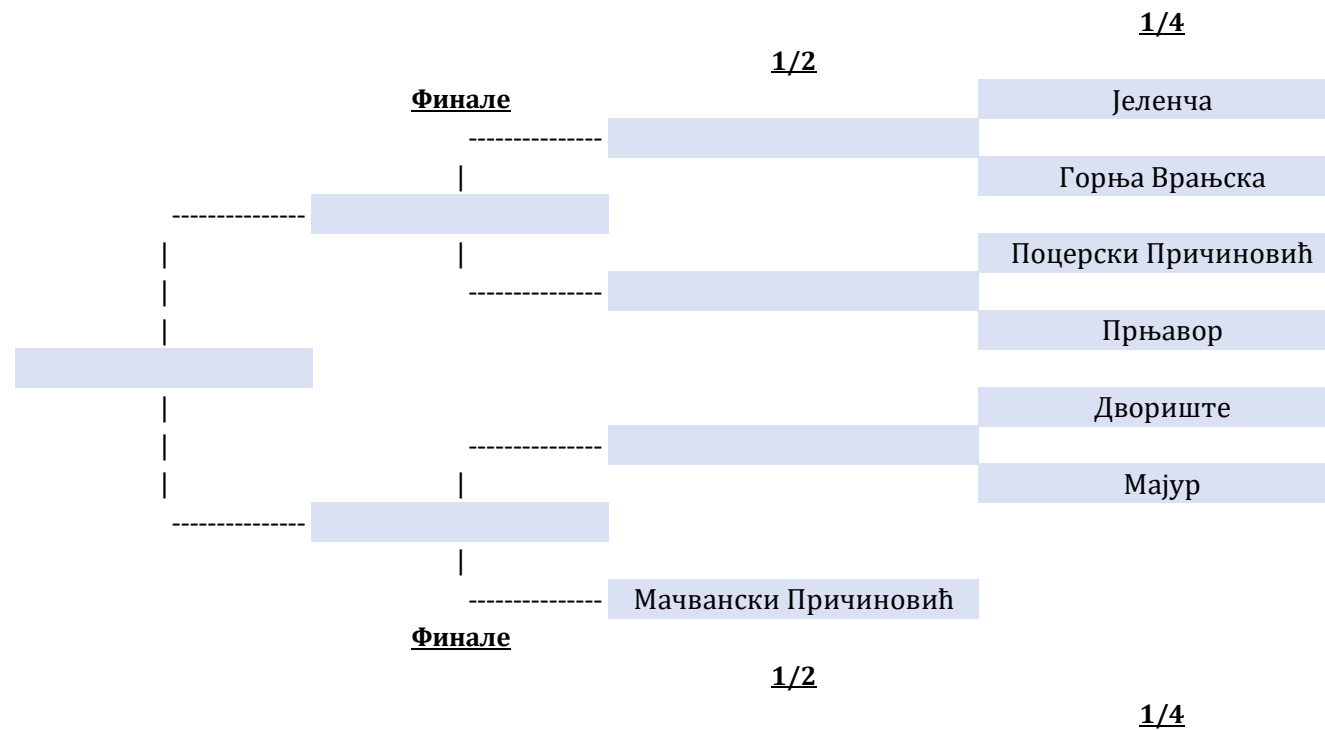 1/4
1/2
Финале
Јеленча
Горња Врањска
Поцерски Причиновић
Прњавор
Двориште
Мајур
Мачвански Причиновић
Финале
1/2
1/4